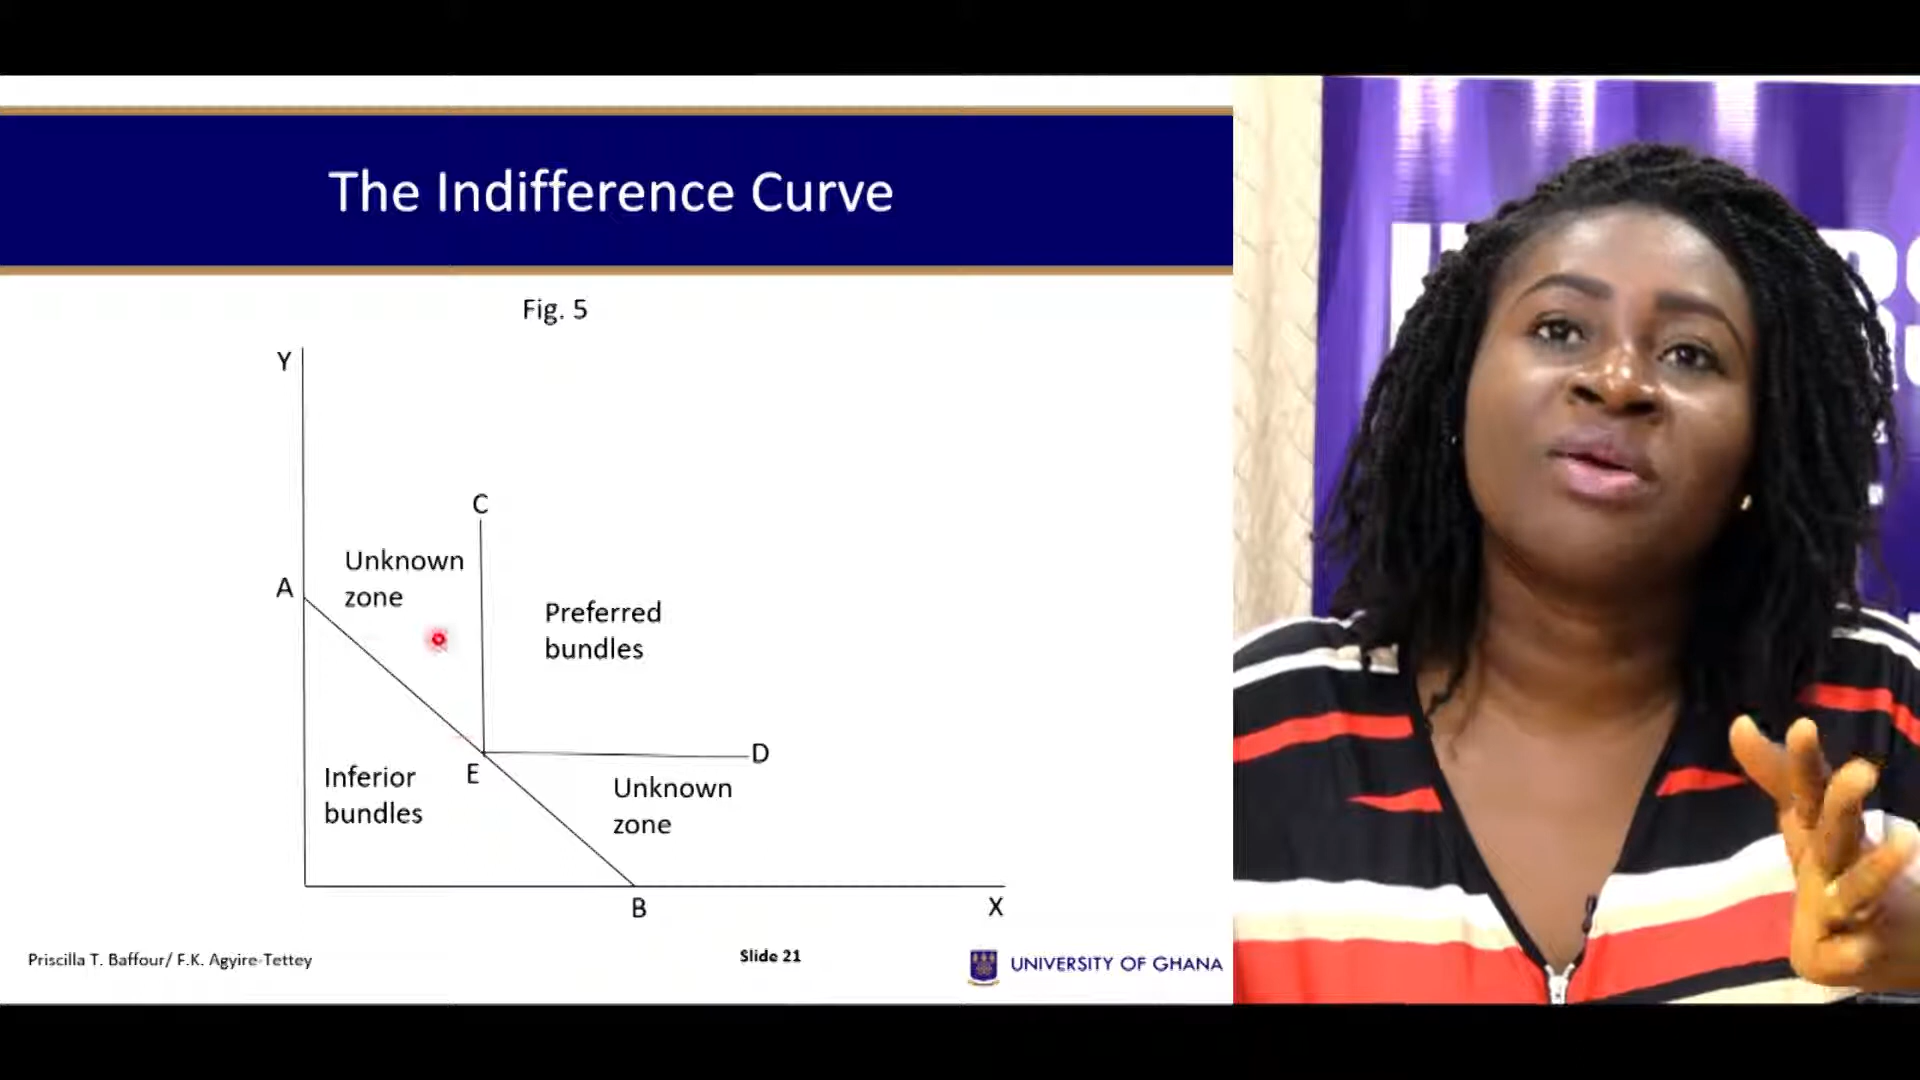 The Indifference Curve
Fig. 5
Y
C
Unknown
zone
A
Preferred
bundles
D
E
Inferior
bundles
Unknown
zone
B
X
Priscilla T. Baffour/ F.K. Agyire-Tettey
Slide 21
UNIVERSITY OF GHANA